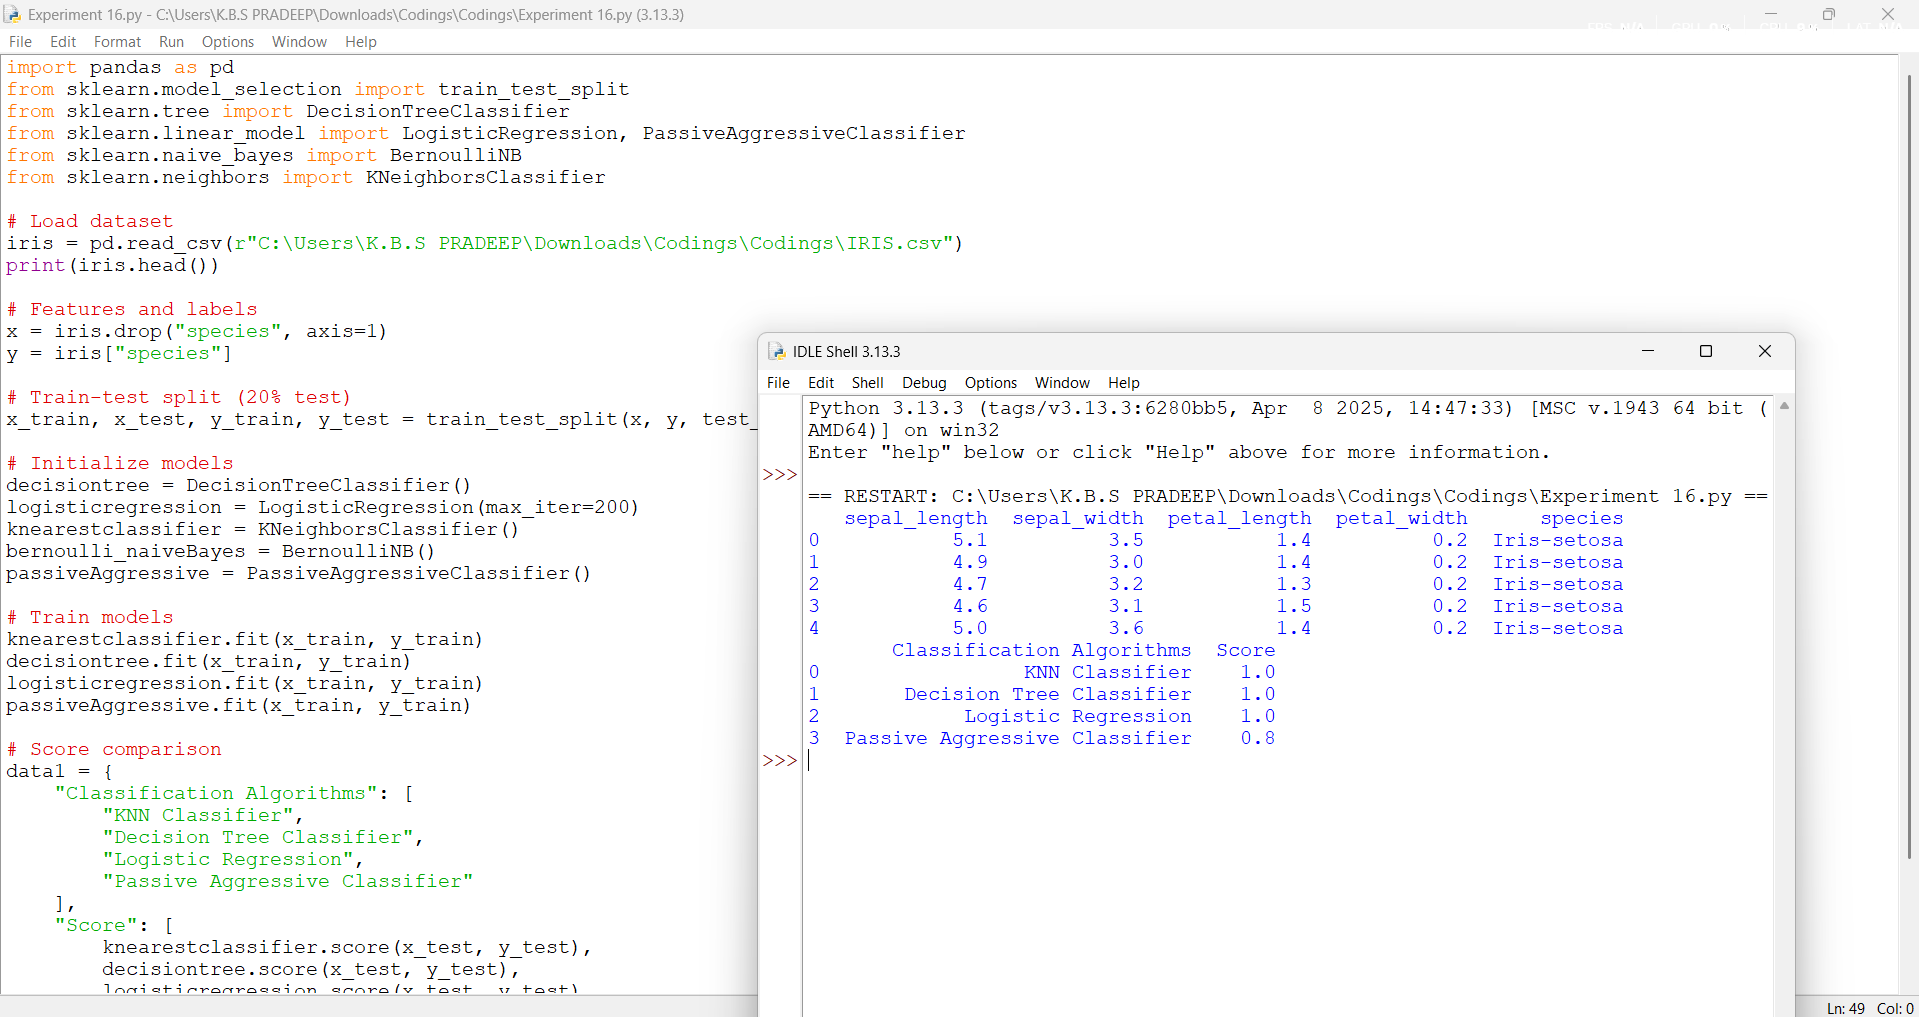 Experiment 16.py - C:\Users\K.B.S PRADEEP\Downloads\Codings\Codings\Experiment 16.py (3.13.3)
File Edit Format Run Options Window Help
import pandas as pd
from sklearn.model_selection import train_test_split
from sklearn.tree import DecisionTreeClassifier
from sklearn.linear_model import LogisticRegression, PassiveAggressiveClassifier
from sklearn.naive_bayes import BernoulliNB
from sklearn.neighbors import KNeighborsClassifier
# Load dataset
iris = pd.read_csv(r"C:\Users\K.B.S PRADEEP\Downloads\Codings\Codings\IRIS.csv")
print(iris.head())
# Features and labels
x = iris.drop("species", axis=1)
y = iris["species"]
# Train-test split (20% test)
x_train, x_test, y_train, y_test = train_test_split(x, y, test_
# Initialize models
decisiontree = DecisionTreeClassifier()
logisticregression = LogisticRegression(max_iter=200)
knearestclassifier = KNeighborsClassifier()
bernoulli_naiveBayes = BernoulliNB()
passiveAggressive = PassiveAggressiveClassifier()
# Train models
knearestclassifier.fit(x_train, y_train)
decisiontree.fit(x_train, y_train)
logisticregression.fit(x_train, y_train)
passiveAggressive.fit(x_train, y_train)
# Score comparison
data1 = {
"Classification Algorithms": [
"KNN Classifier",
"Decision Tree Classifier",
"Logistic Regression",
"Passive Aggressive Classifier"
],
"Score": [
knearestclassifier.score(x_test, y_test),
decisiontree.score(x_test, y_test),
logisticregression.score(x_test, y_test)
IDLE Shell 3.13.3
File Edit Shell Debug Options Window Help
Python 3.13.3 (tags/v3.13.3:6280bb5, Apr  8 2025, 14:47:33) [MSC v.1943 64 bit (
AMD64)] on win32
Enter "help" below or click "Help" above for more information.
>>>
== RESTART: C:\Users\K.B.S PRADEEP\Downloads\Codings\Codings\Experiment 16.py ==
sepal_length sepal_width petal_length petal_width species
0 5.1 3.5 1.4 0.2 Iris-setosa
1 4.9 3.0 1.4 0.2 Iris-setosa
2 4.7 3.2 1.3 0.2 Iris-setosa
3 4.6 3.1 1.5 0.2 Iris-setosa
4 5.0 3.6 1.4 0.2 Iris-setosa
Classification Algorithms Score
0 KNN Classifier 1.0
1 Decision Tree Classifier 1.0
2 Logistic Regression 1.0
3 Passive Aggressive Classifier 0.8
>>>
Ln: 49 Col: 0